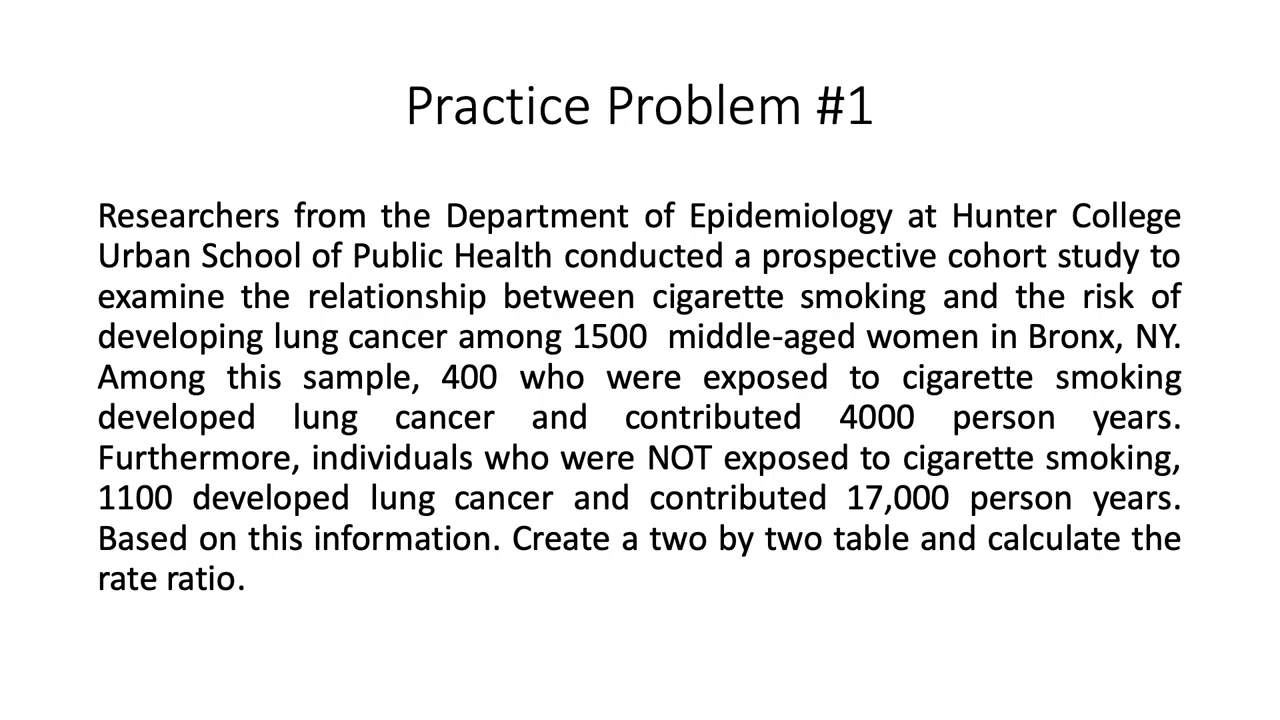 Practice Problem #1
Researchers from the Department of Epidemiology at Hunter College
Urban School of Public Health conducted a prospective cohort study to
examine the relationship between cigarette smoking and the risk of
developing lung cancer among 1500 middle-aged women in Bronx, NY.
Among this sample, 400 who were exposed to cigarette smoking
developed lung cancer and contributed 4000 person years.
Furthermore, individuals who were NOT exposed to cigarette smoking,
1100 developed lung cancer and contributed 17,000 person years.
Based on this information. Create a two by two table and calculate the
rate ratio.